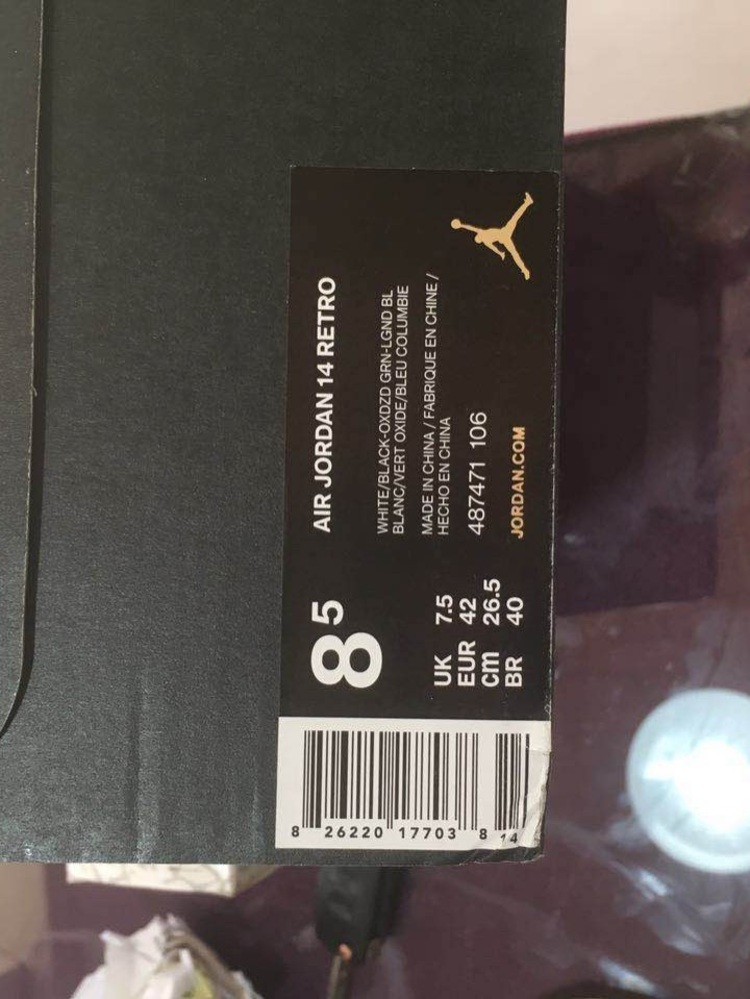 AIR JORDAN 14 RETRO
WHITE/BLACK-OXDZD GRN-LGND BL
BLANC/VERT OXIDE/BLEU COLUMBIE
MADE IN CHINA / FABRIQUE EN CHINE /
HECHO EN CHINA
487471 106
JORDAN.COM
8 5
UK 7.5
EUR 42
cm 26.5
BR 40
8 26220 17703 8 14